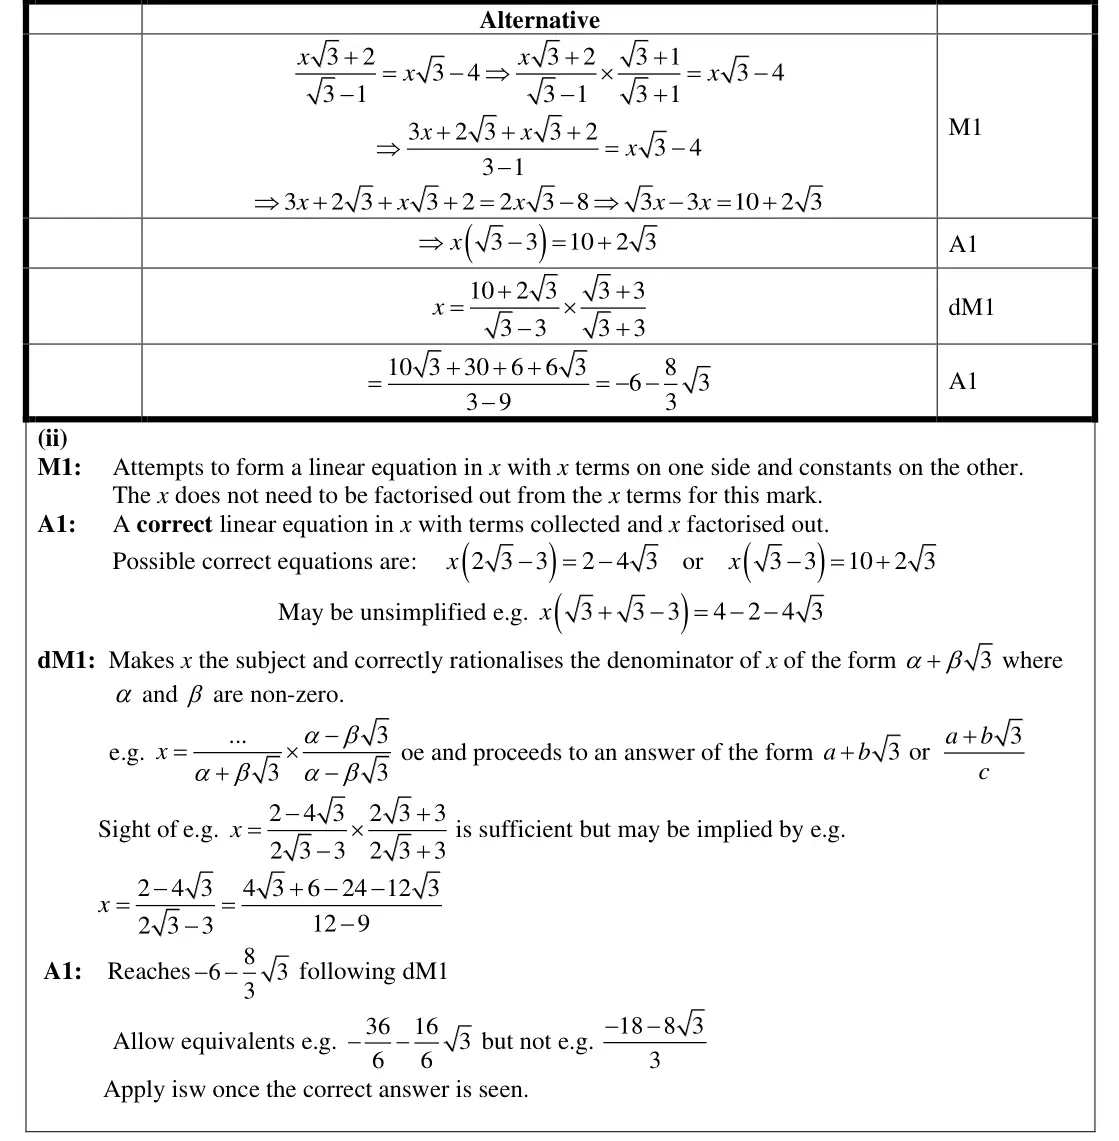 Alternative
(x√3+2)/(√3−1) = x√3−4 ⇒ (x√3+2)/(√3−1) × (√3+1)/(√3+1) = x√3−4
⇒ (3x+2√3+x√3+2)/(3−1) = x√3−4
M1
⇒ 3x+2√3+x√3+2 = 2x√3−8 ⇒ √3x−3x = 10+2√3
⇒ x(√3−3) = 10+2√3 A1
x = (10+2√3)/(√3−3) × (√3+3)/(√3+3) dM1
= (10√3+30+6+6√3)/(3−9) = −6−(8/3)√3 A1
(ii)
M1: Attempts to form a linear equation in x with x terms on one side and constants on the other.
The x does not need to be factorised out from the x terms for this mark.
A1: A correct linear equation in x with terms collected and x factorised out.
Possible correct equations are: x(2√3−3) = 2−4√3 or x(√3−3) = 10+2√3
May be unsimplified e.g. x(√3+√3−3) = 4−2−4√3
dM1: Makes x the subject and correctly rationalises the denominator of x of the form α+β√3 where
α and β are non-zero.
e.g. x = .../(α+β√3) × (α−β√3)/(α−β√3) oe and proceeds to an answer of the form a+b√3 or (a+b√3)/c
Sight of e.g. x = (2−4√3)/(2√3−3) × (2√3+3)/(2√3+3) is sufficient but may be implied by e.g.
x = (2−4√3)/(2√3−3) = (4√3+6−24−12√3)/(12−9)
A1: Reaches −6−(8/3)√3 following dM1
Allow equivalents e.g. −36/6−(16/6)√3 but not e.g. (−18−8√3)/3
Apply isw once the correct answer is seen.